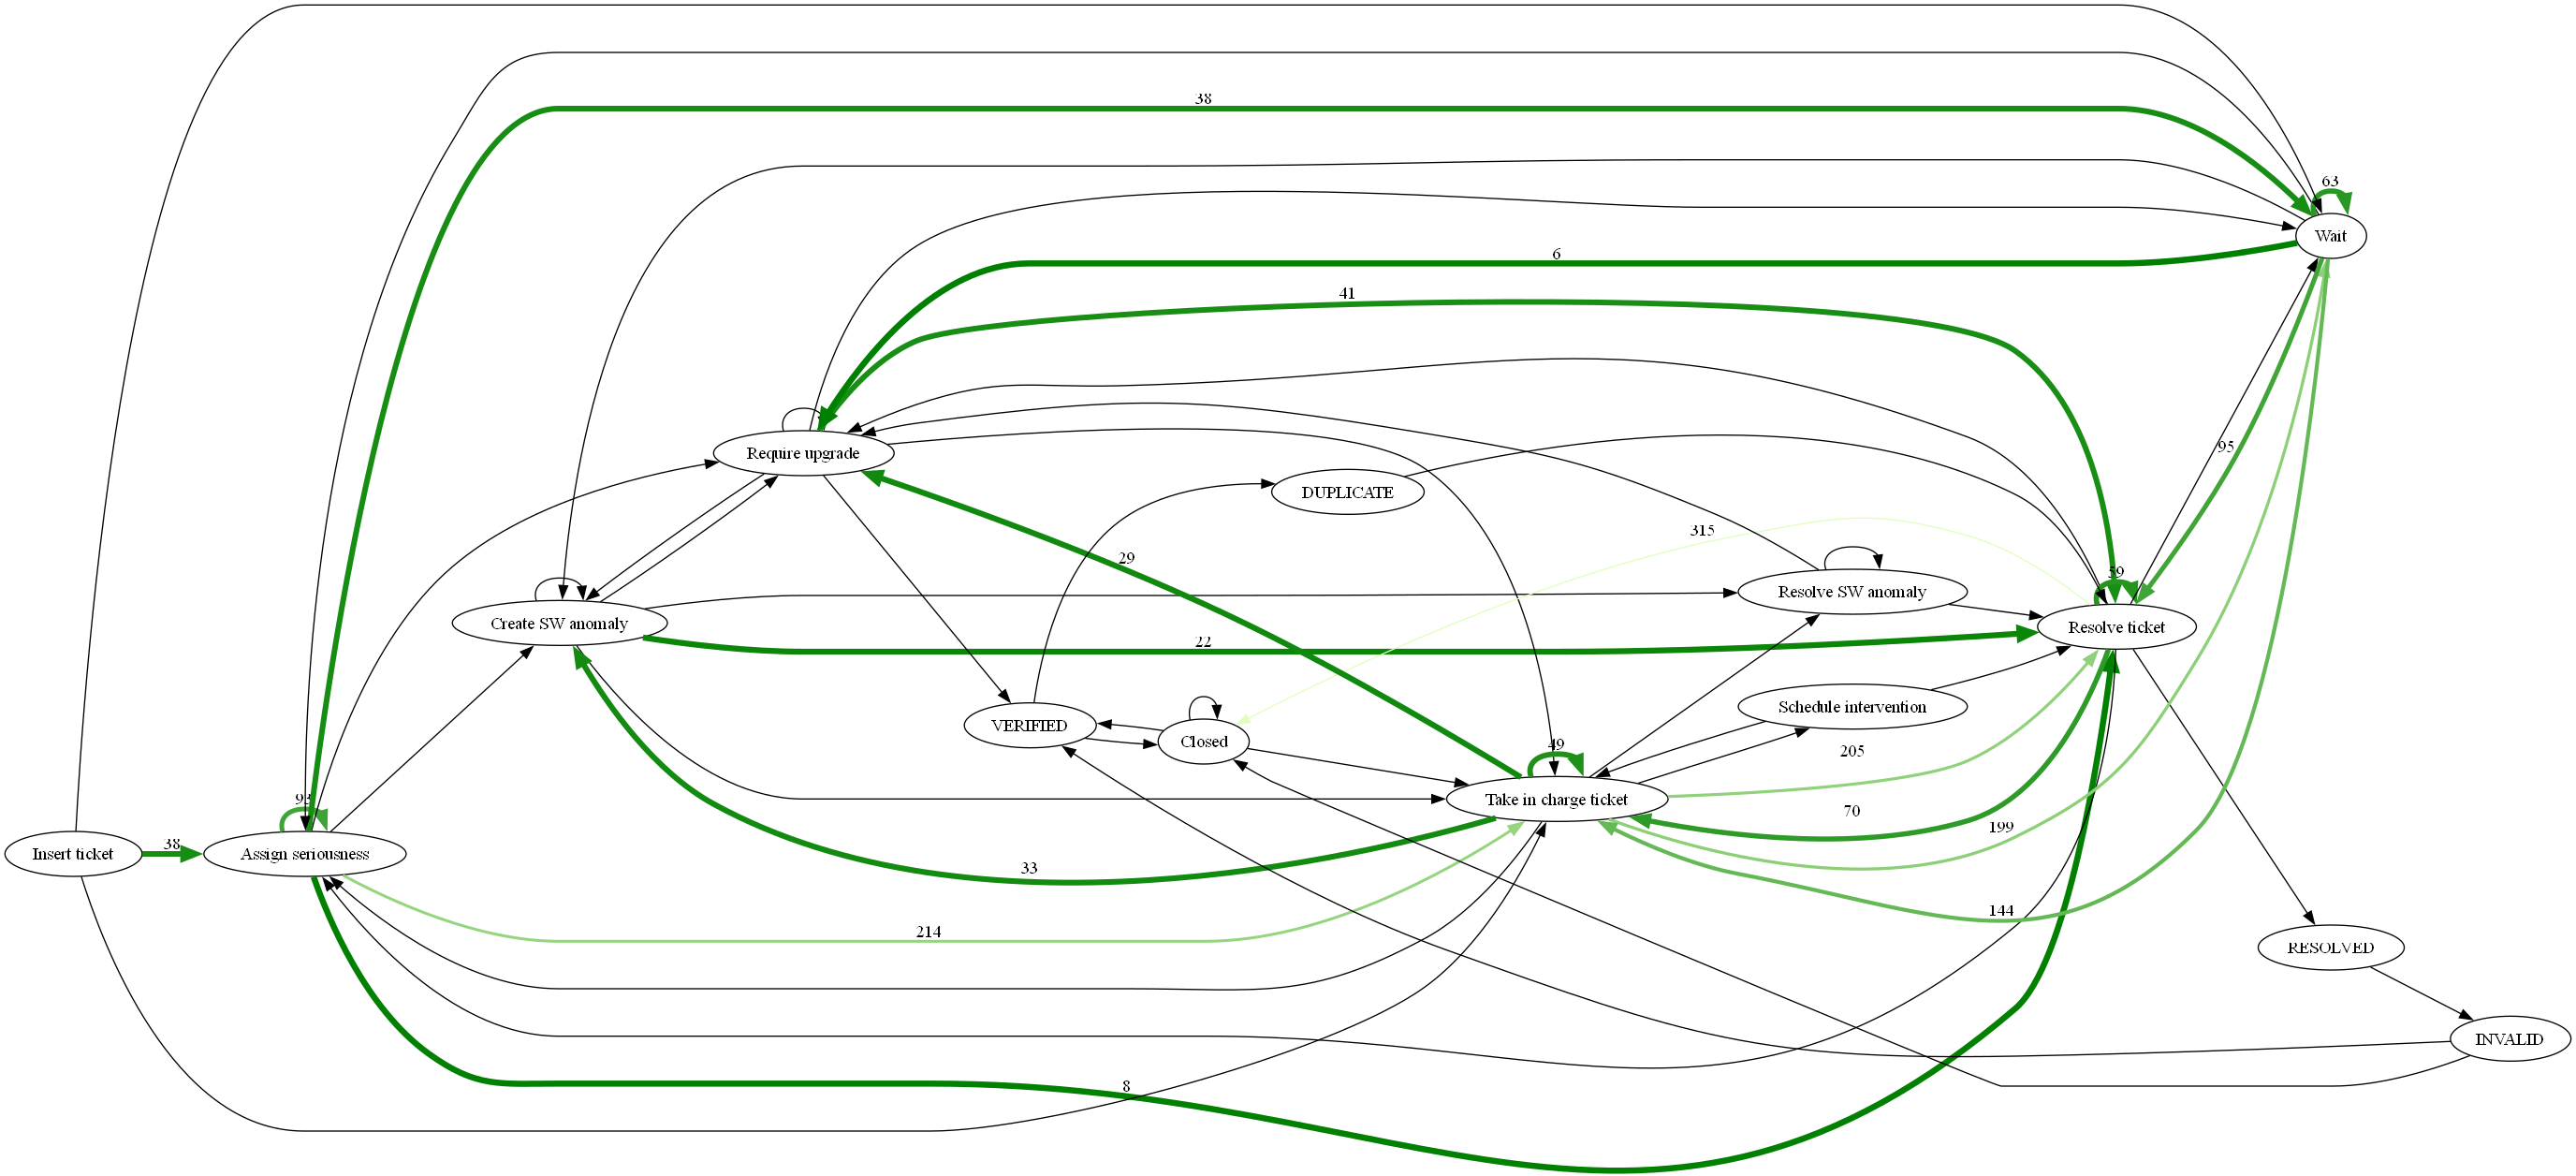 38
63
Wait
6
41
95
Require upgrade
DUPLICATE
315
29
59
Resolve SW anomaly
Create SW anomaly
Resolve ticket
22
Schedule intervention
VERIFIED
Closed
49
205
Take in charge ticket
93
70
199
38
Insert ticket
Assign seriousness
33
144
214
RESOLVED
INVALID
8